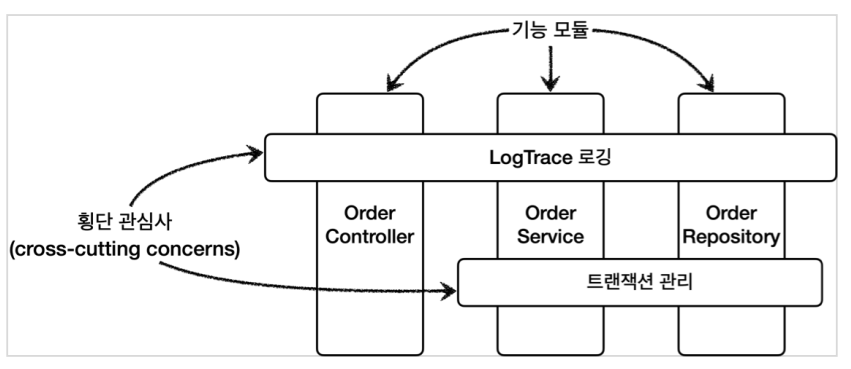 기능 모듈
LogTrace 로깅
Order
Controller
Order
Service
Order
Repository
횡단 관심사
(cross-cutting concerns)
트랜잭션 관리